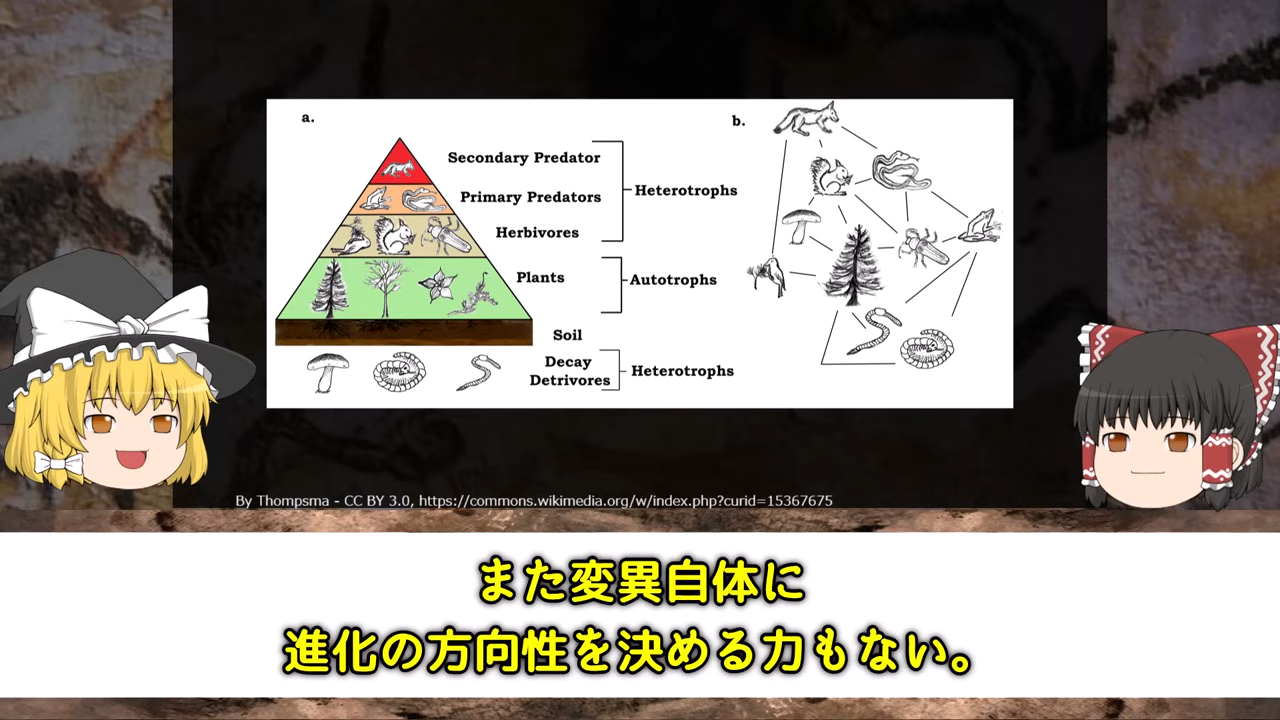 a.
b.
Secondary Predator
Primary Predators
Heterotrophs
Herbivores
Plants
Autotrophs
Soil
Decay
Detrivores
Heterotrophs
By Thompsma - CC BY 3.0, https://commons.wikimedia.org/w/index.php?curid=15367675
また変異自体に
進化の方向性を決める力もない。